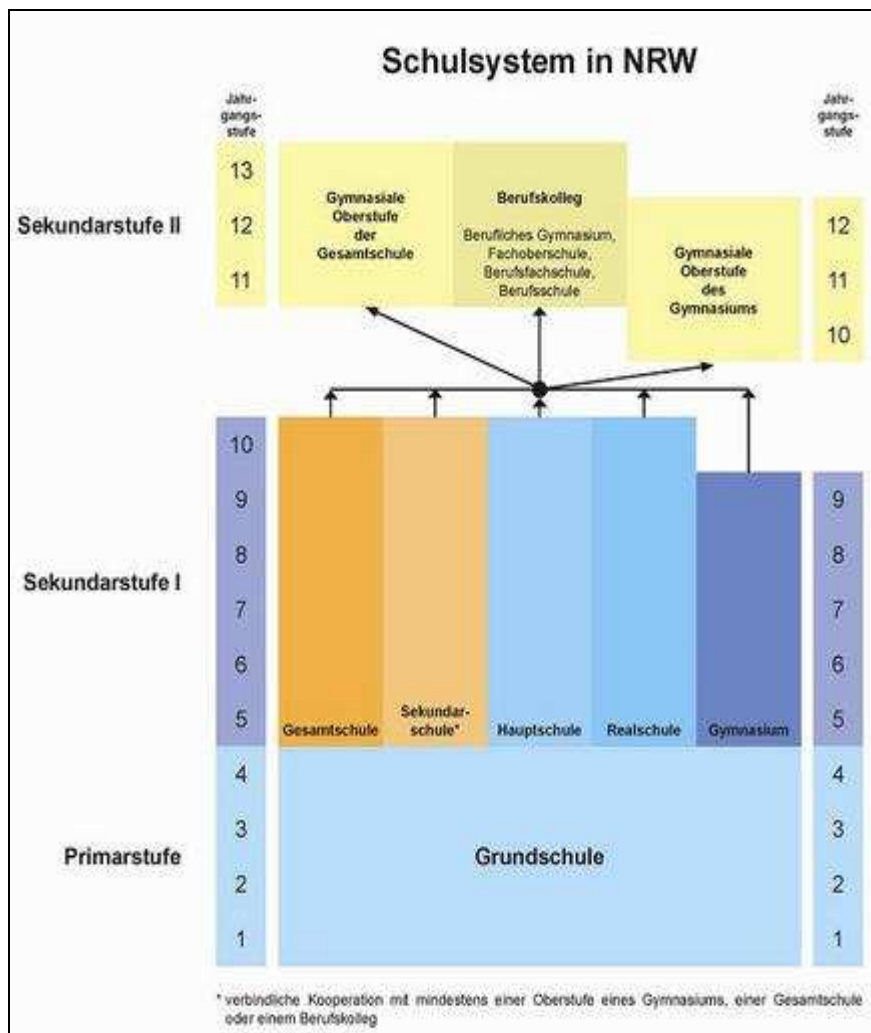 Schulsystem in NRW
Jahr-
gangs-
stufe
Jahr-
gangs-
stufe
Sekundarstufe II
13
12
11
Gymnasiale
Oberstufe
der
Gesamtschule
Berufskolleg
Berufliches Gymnasium,
Fachoberschule,
Berufsfachschule,
Berufsschule
Gymnasiale
Oberstufe
des
Gymnasiums
12
11
10
Sekundarstufe I
10
9
8
7
6
5
Gesamtschule
Sekundar-
schule*
Hauptschule
Realschule
Gymnasium
9
8
7
6
5
Primarstufe
4
3
2
1
Grundschule
4
3
2
1
* verbindliche Kooperation mit mindestens einer Oberstufe eines Gymnasiums, einer Gesamtschule
oder einem Berufskolleg